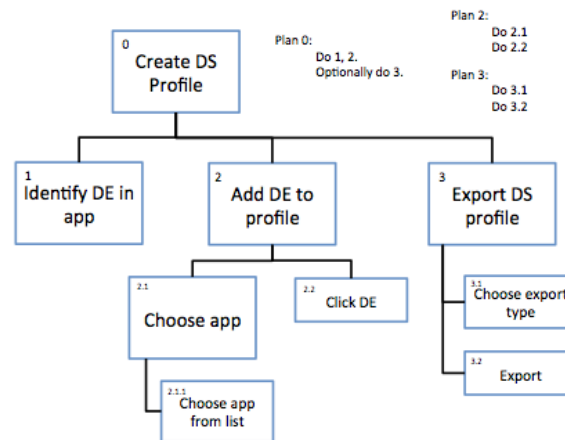 0
Create DS
Profile
Plan 0:
Do 1, 2.
Optionally do 3.
Plan 2:
Do 2.1
Do 2.2
Plan 3:
Do 3.1
Do 3.2
1
Identify DE in
app
2
Add DE to
profile
3
Export DS
profile
2.1
Choose app
2.2
Click DE
3.1
Choose export
type
2.1.1
Choose app
from list
3.2
Export